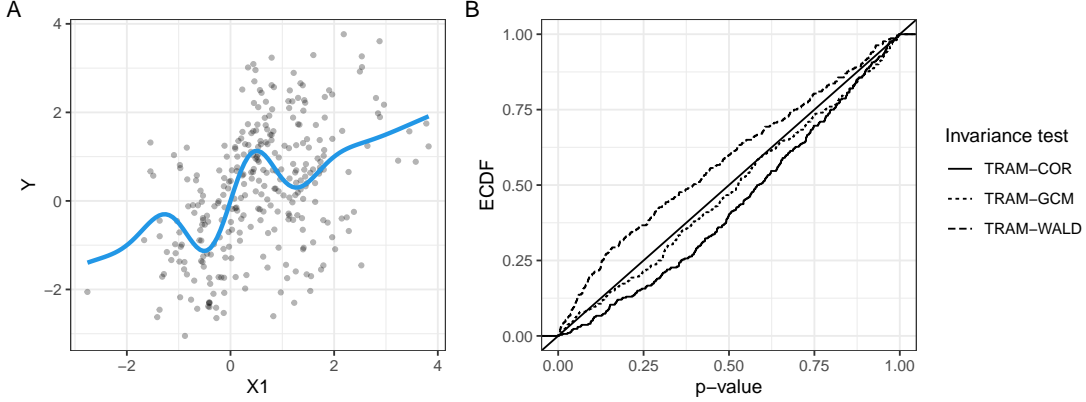 A
Y
4
2
0
−2
−2
0
2
4
X1
B
ECDF
1.00
0.75
0.50
0.25
0.00
0.00
0.25
0.50
0.75
1.00
p−value
Invariance test
TRAM−COR
TRAM−GCM
TRAM−WALD